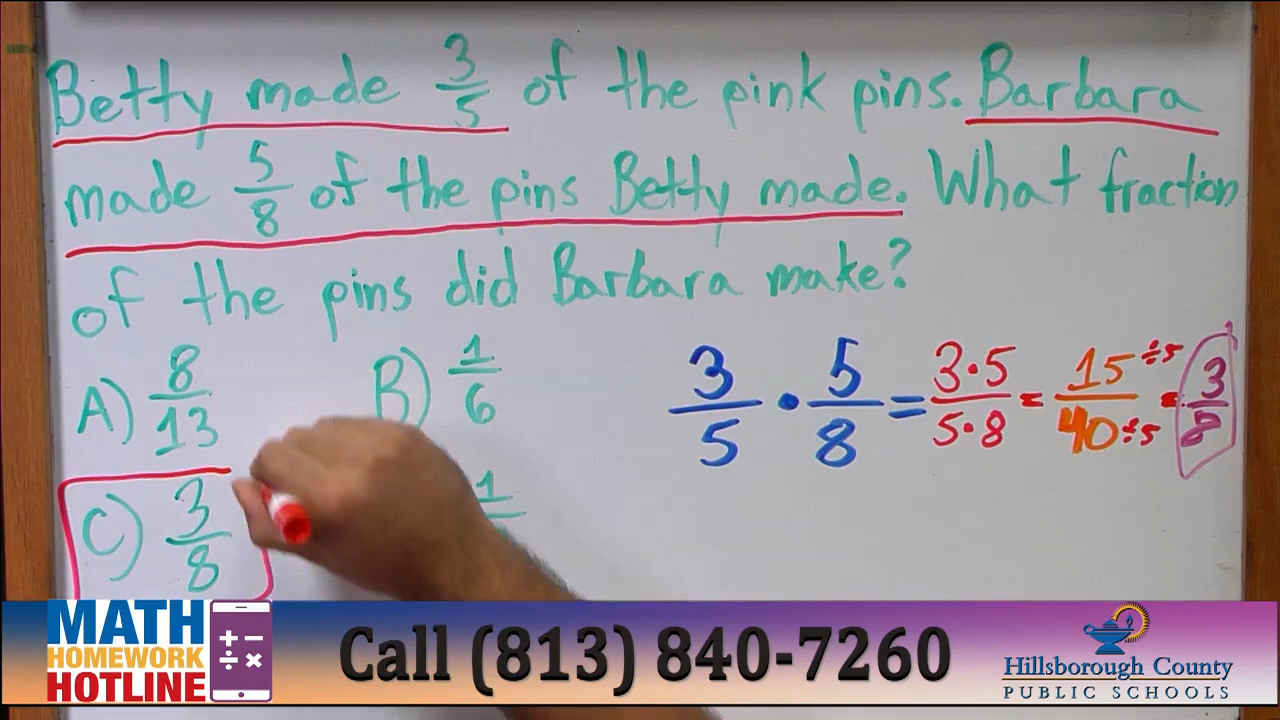 Betty made 3/5 of the pink pins. Barbara
made 5/8 of the pins Betty made. What fraction
of the pins did Barbara make?
A) 8/13 B) 1/6
3/5 • 5/8 = 3•5/5•8 = 15÷5/40÷5 = 3/8
C) 3/8 1
MATH
HOMEWORK
HOTLINE
+ −
÷ ×
Call (813) 840-7260
Hillsborough County
PUBLIC SCHOOLS